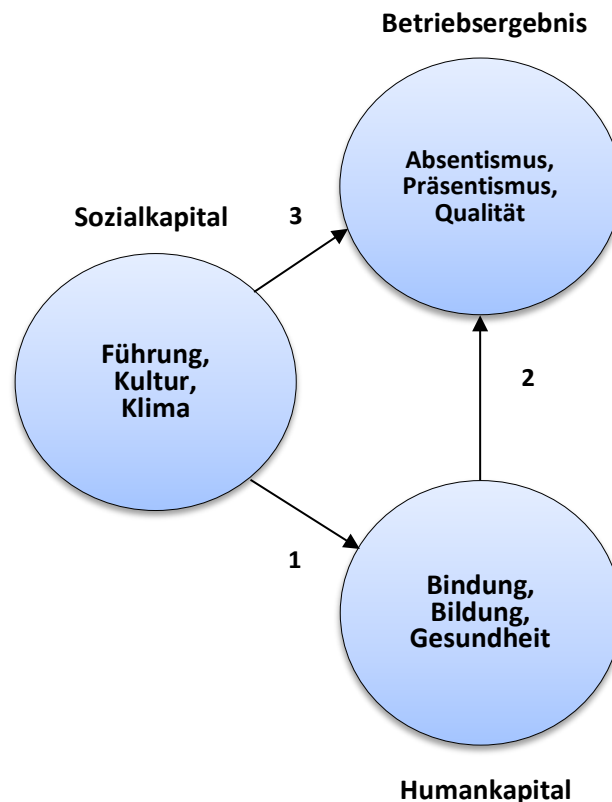 Betriebsergebnis
Absentismus,
Präsentismus,
Qualität
Sozialkapital
3
Führung,
Kultur,
Klima
2
1
Bindung,
Bildung,
Gesundheit
Humankapital